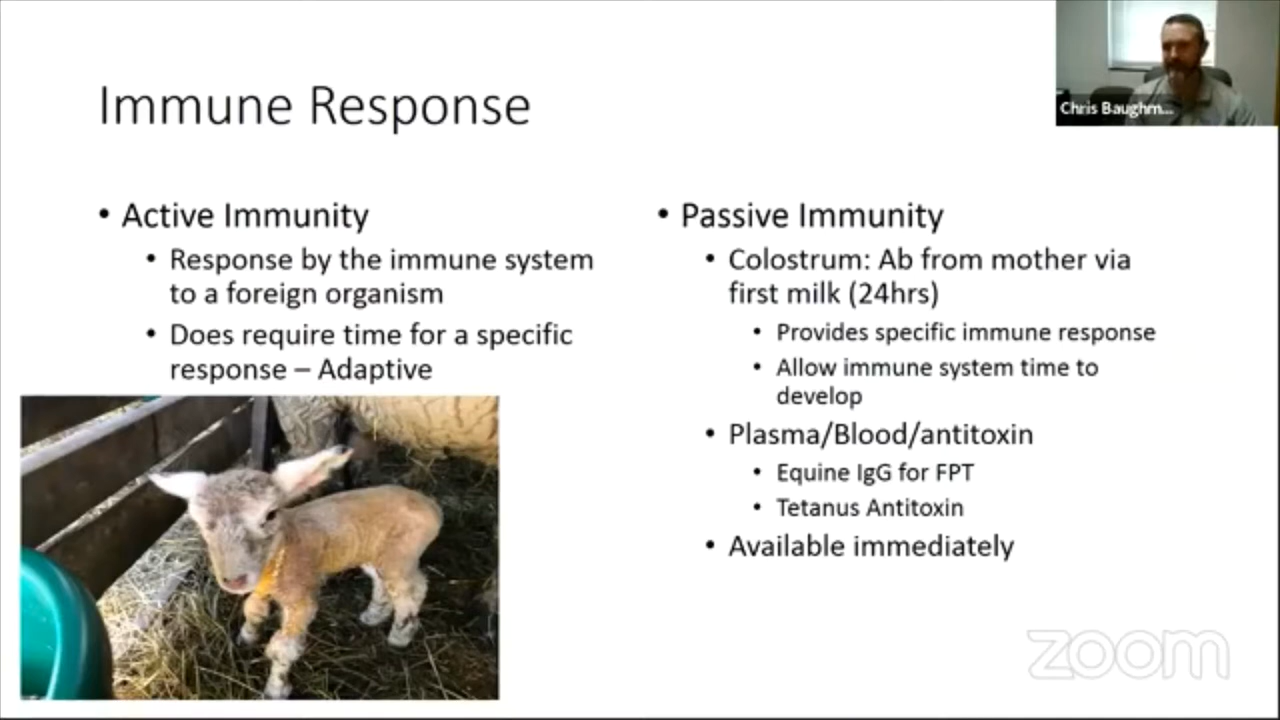 Immune Response
Chris Baughm...
• Active Immunity
• Response by the immune system
to a foreign organism
• Does require time for a specific
response – Adaptive
• Passive Immunity
• Colostrum: Ab from mother via
first milk (24hrs)
• Provides specific immune response
• Allow immune system time to
develop
• Plasma/Blood/antitoxin
• Equine IgG for FPT
• Tetanus Antitoxin
• Available immediately
zoom